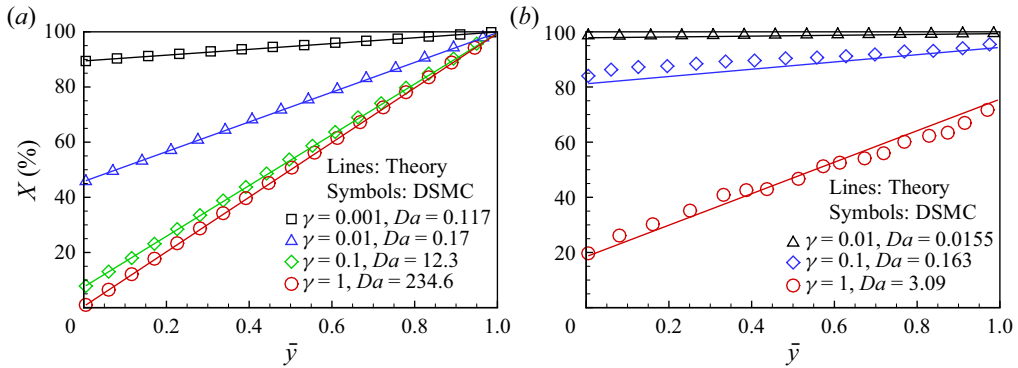 (a)
100
80
60
40
20
0
0.2
0.4
0.6
0.8
1.0
X (%)
ȳ
Lines: Theory
Symbols: DSMC
γ = 0.001, Da = 0.117
γ = 0.01, Da = 0.17
γ = 0.1, Da = 12.3
γ = 1, Da = 234.6
(b)
100
80
60
40
20
0
0.2
0.4
0.6
0.8
1.0
ȳ
Lines: Theory
Symbols: DSMC
γ = 0.01, Da = 0.0155
γ = 0.1, Da = 0.163
γ = 1, Da = 3.09